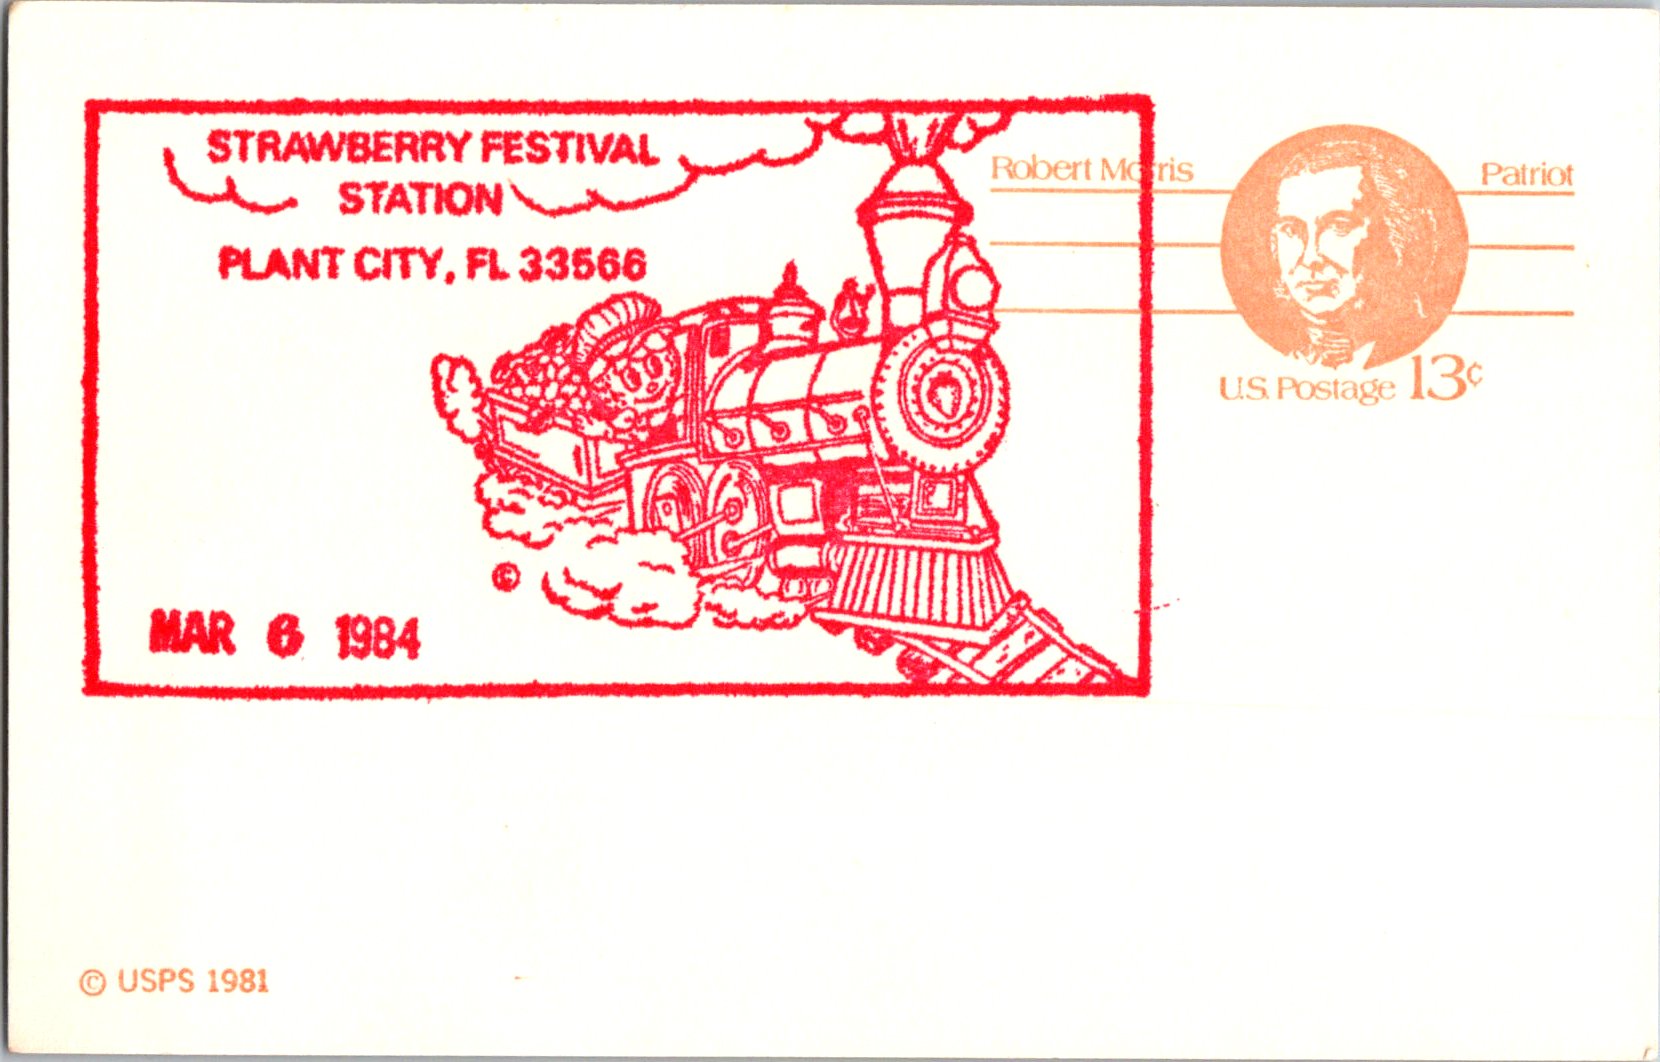 STRAWBERRY FESTIVAL
STATION
PLANT CITY, FL 33566
©
MAR 6 1984
Robert Morris Patriot
U.S. Postage 13¢
© USPS 1981